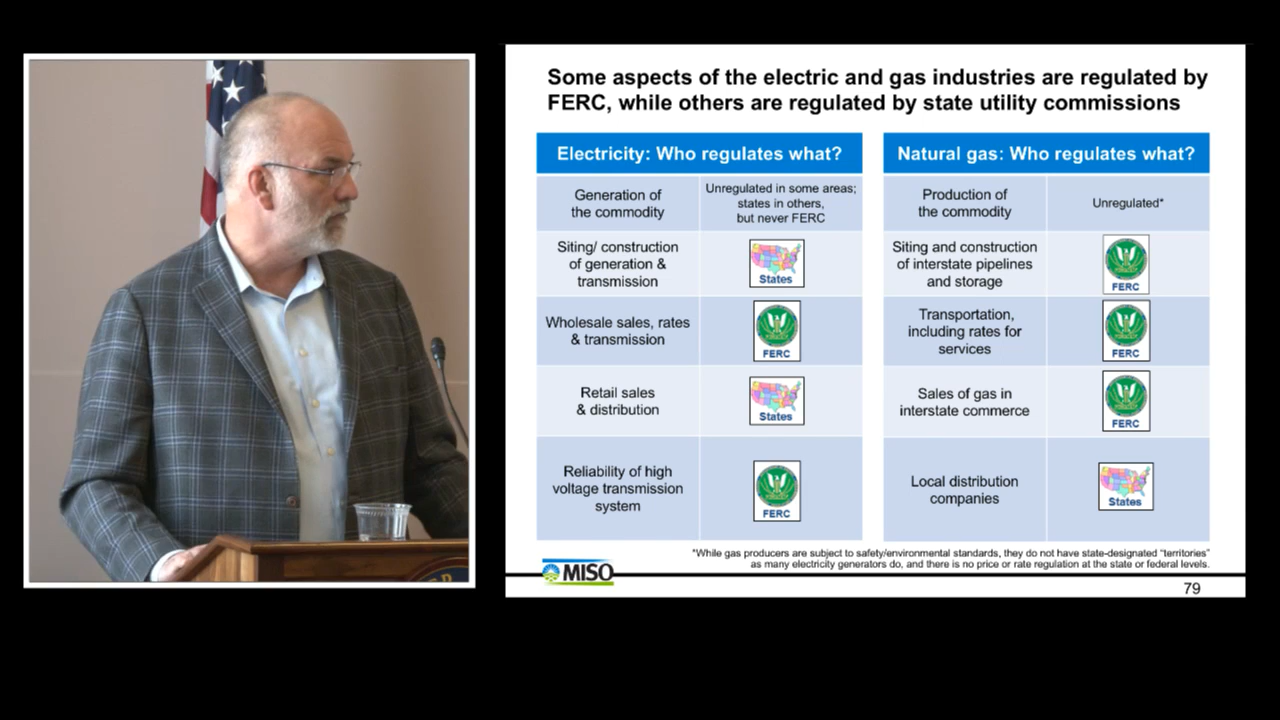 Some aspects of the electric and gas industries are regulated by
FERC, while others are regulated by state utility commissions
Electricity: Who regulates what?
Generation of
the commodity
Unregulated in some areas;
states in others,
but never FERC
Siting/ construction
of generation &
transmission
States
Wholesale sales, rates
& transmission
FERC
Retail sales
& distribution
States
Reliability of high
voltage transmission
system
FERC
Natural gas: Who regulates what?
Production of
the commodity
Unregulated*
Siting and construction
of interstate pipelines
and storage
FERC
Transportation,
including rates for
services
FERC
Sales of gas in
interstate commerce
FERC
Local distribution
companies
States
*While gas producers are subject to safety/environmental standards, they do not have state-designated "territories"
as many electricity generators do, and there is no price or rate regulation at the state or federal levels.
MISO
79